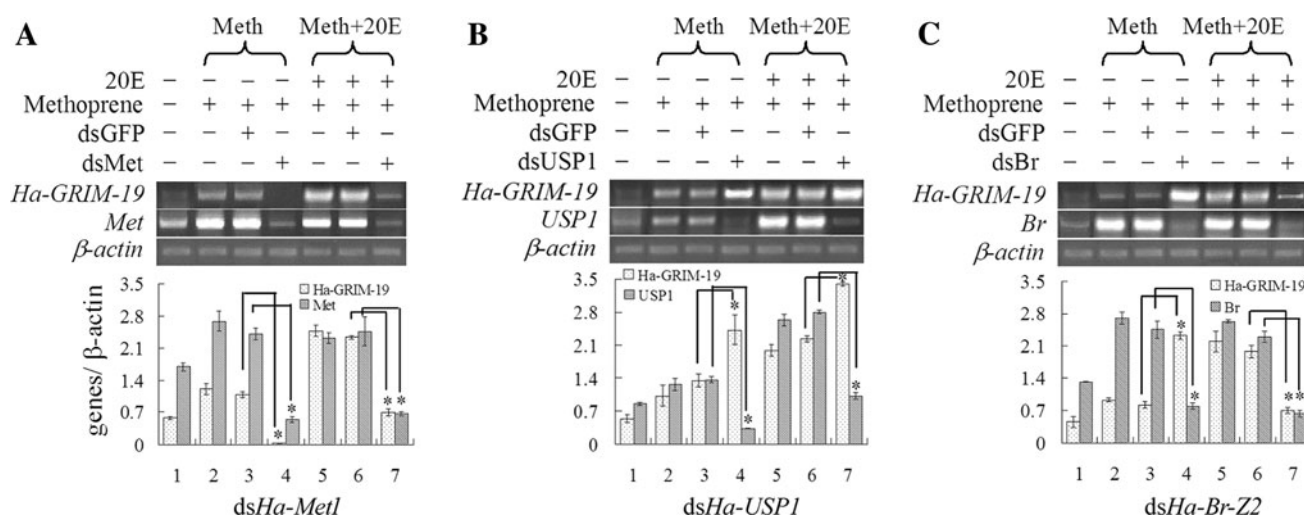 A
Meth Meth+20E
20E − − − − + + +
Methoprene − + + + + + +
dsGFP − − + − − + −
dsMet − − − + − − +
Ha-GRIM-19
Met
β-actin
genes/ β-actin
3.5
2.8
2.1
1.4
0.7
0
Ha-GRIM-19
Met
* * * *
1 2 3 4 5 6 7
dsHa-Met1
B
Meth Meth+20E
20E − − − − + + +
Methoprene − + + + + + +
dsGFP − − + − − + −
dsUSP1 − − − + − − +
Ha-GRIM-19
USP1
β-actin
3.5
2.8
2.1
1.4
0.7
0
Ha-GRIM-19
USP1
* * * *
1 2 3 4 5 6 7
dsHa-USP1
C
Meth Meth+20E
20E − − − − + + +
Methoprene − + + + + + +
dsGFP − − + − − + −
dsBr − − − + − − +
Ha-GRIM-19
Br
β-actin
3.5
2.8
2.1
1.4
0.7
0
Ha-GRIM-19
Br
* * * *
1 2 3 4 5 6 7
dsHa-Br-Z2